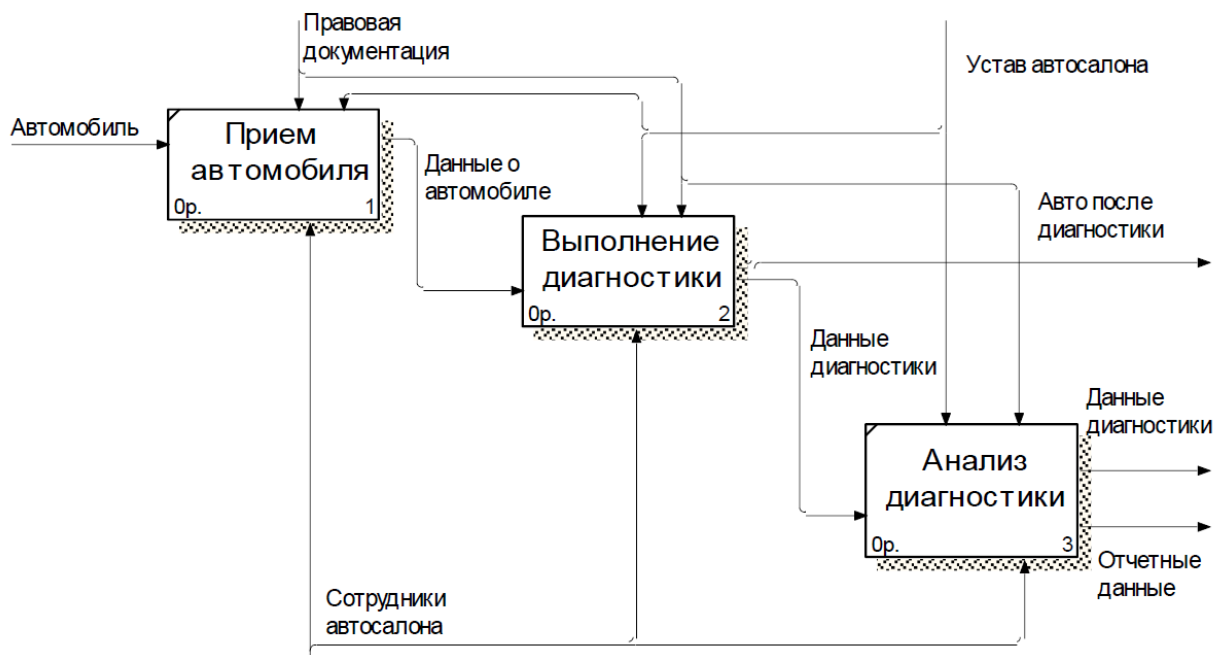 Правовая
документация
Устав автосалона
Автомобиль
Прием
автомобиля
0р. 1
Данные о
автомобиле
Авто после
диагностики
Выполнение
диагностики
0р. 2
Данные
диагностики
Данные
диагностики
Анализ
диагностики
0р. 3
Отчетные
данные
Сотрудники
автосалона